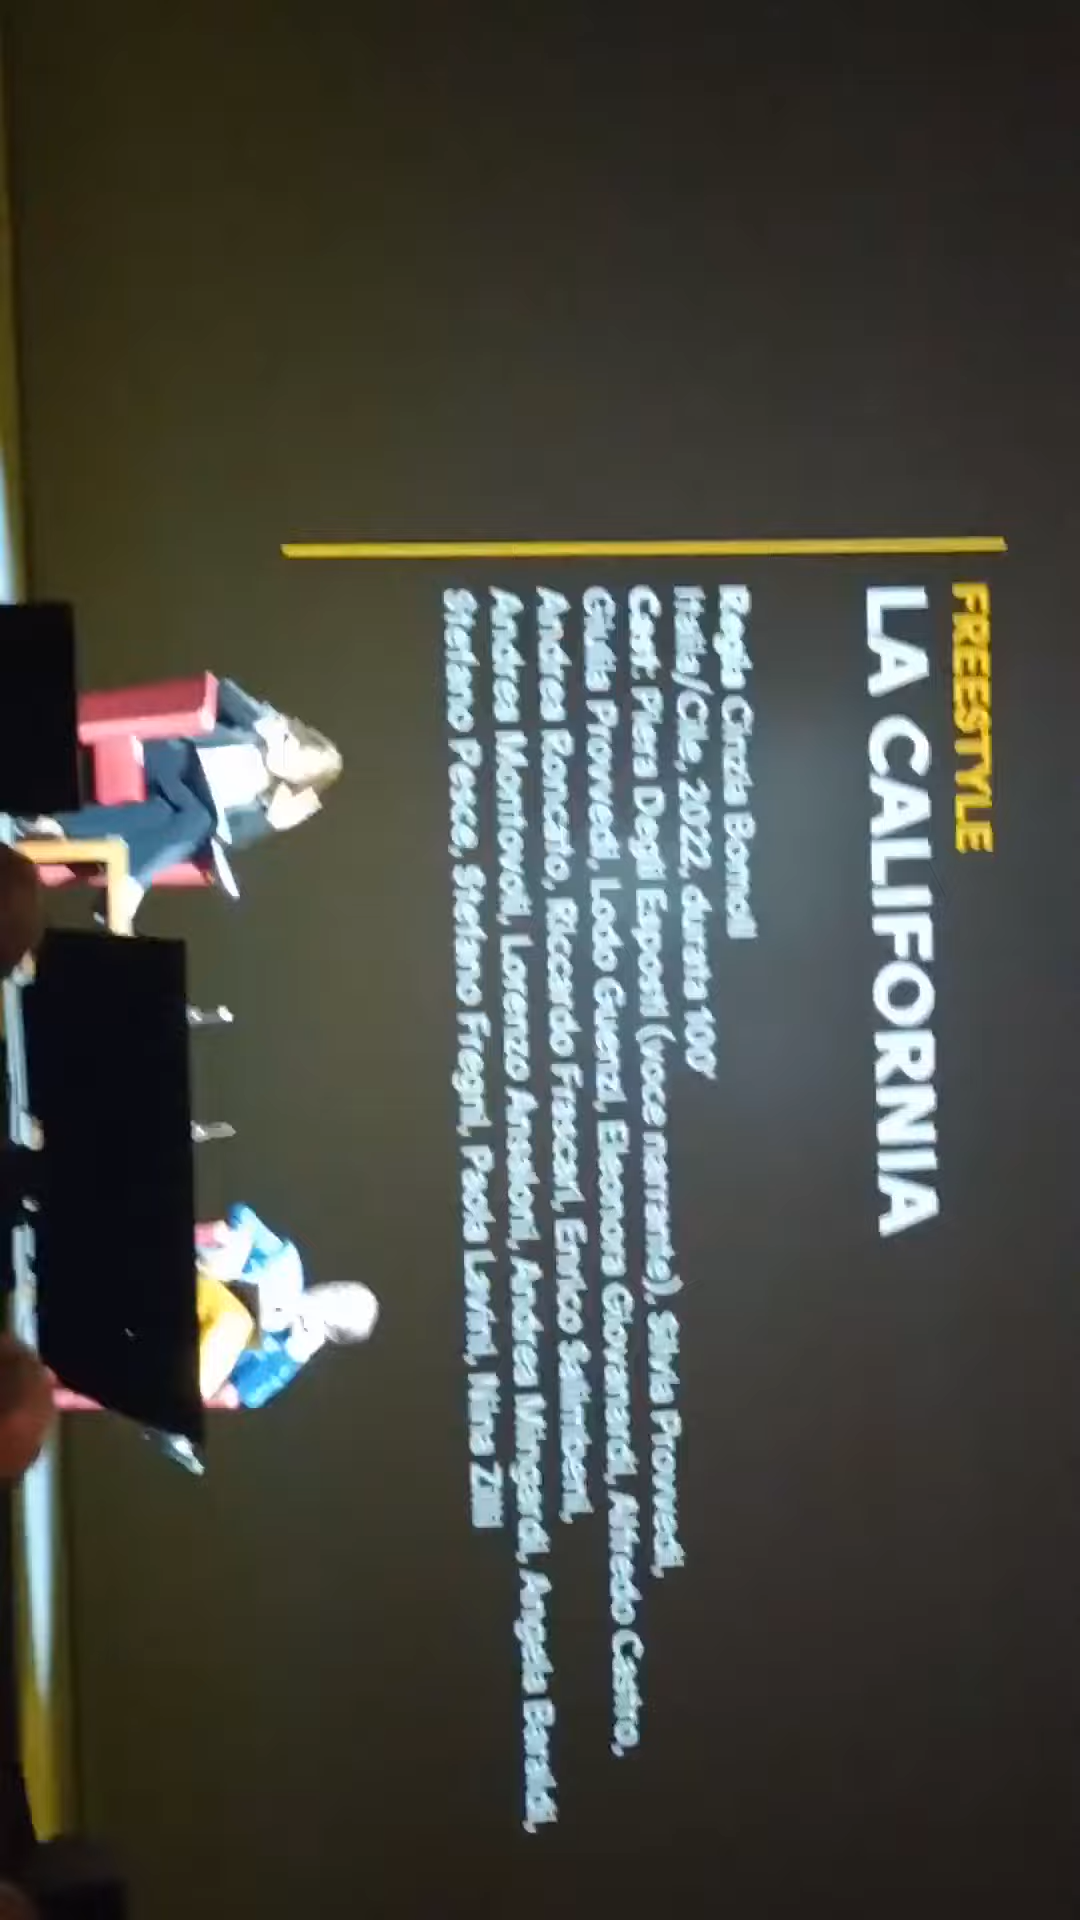 FREESTYLE
LA CALIFORNIA
Regia Cinzia Bomoll
Italia/Cile, 2022, durata 100'
Cast: Piera Degli Esposti (voce narrante), Silvia Provvedi,
Giulia Provvedi, Lodo Guenzi, Eleonora Giovanardi, Alfredo Castro,
Andrea Roncato, Riccardo Frascari, Enrico Salimbeni,
Andrea Montovoli, Lorenzo Ansaloni, Andrea Mingardi, Angela Baraldi,
Stefano Pesce, Stefano Fregni, Paola Lavini, Nina Zilli